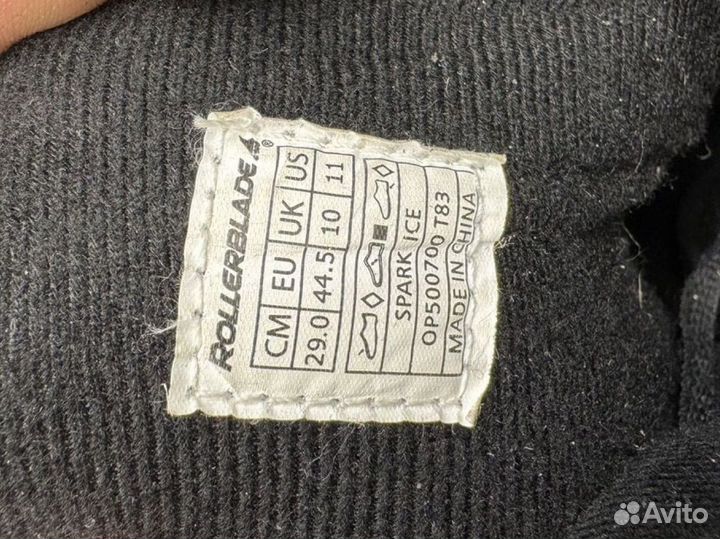 ROLLERBLADE®
CM EU UK US
29.0 44.5 10 11
SPARK ICE
OP500700 T83
MADE IN CHINA
Avito